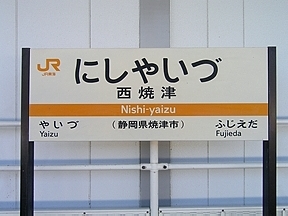 JR
JR東海
にしやいづ
西焼津
Nishi-yaizu
やいづ
Yaizu
(静岡県焼津市)
ふじえだ
Fujieda